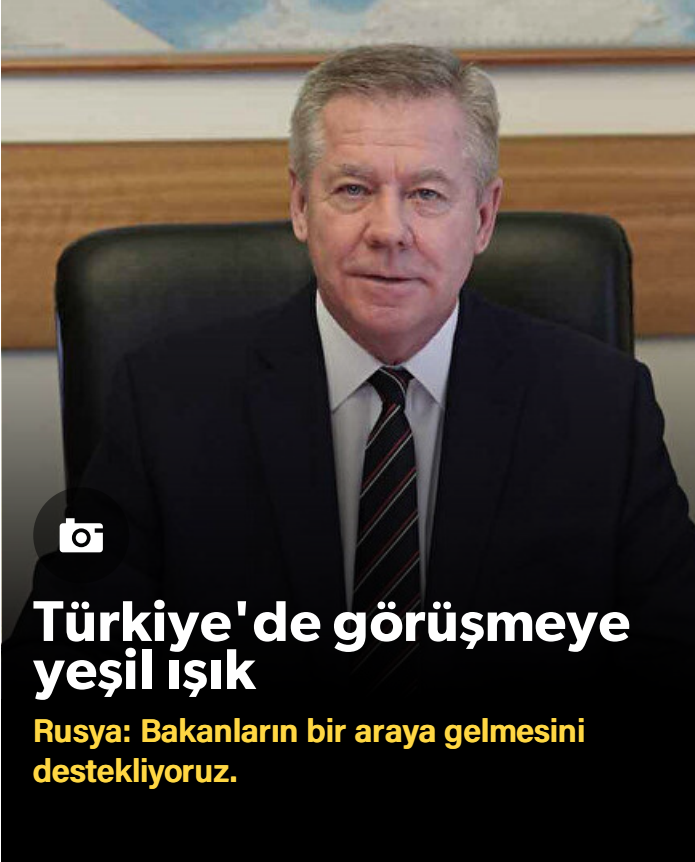 Türkiye'de görüşmeye
yeşil ışık
Rusya: Bakanların bir araya gelmesini
destekliyoruz.